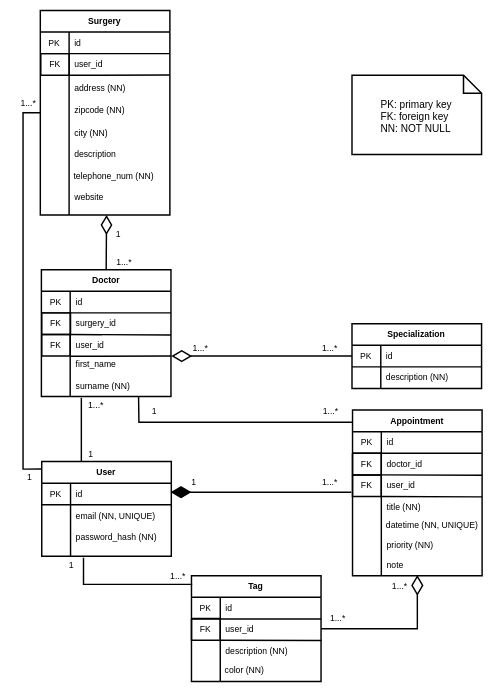 Surgery
PK id
FK user_id
address (NN)
zipcode (NN)
city (NN)
description
telephone_num (NN)
website
PK: primary key
FK: foreign key
NN: NOT NULL
1...*
1
1...*
Doctor
PK id
FK surgery_id
FK user_id
first_name
surname (NN)
1...*
1...*
Specialization
PK id
description (NN)
1...*
1
1...*
1
1
User
PK id
email (NN, UNIQUE)
password_hash (NN)
1
1...*
Appointment
PK id
FK doctor_id
FK user_id
title (NN)
datetime (NN, UNIQUE)
priority (NN)
note
1
1...*
1...*
1...*
Tag
PK id
FK user_id
description (NN)
color (NN)